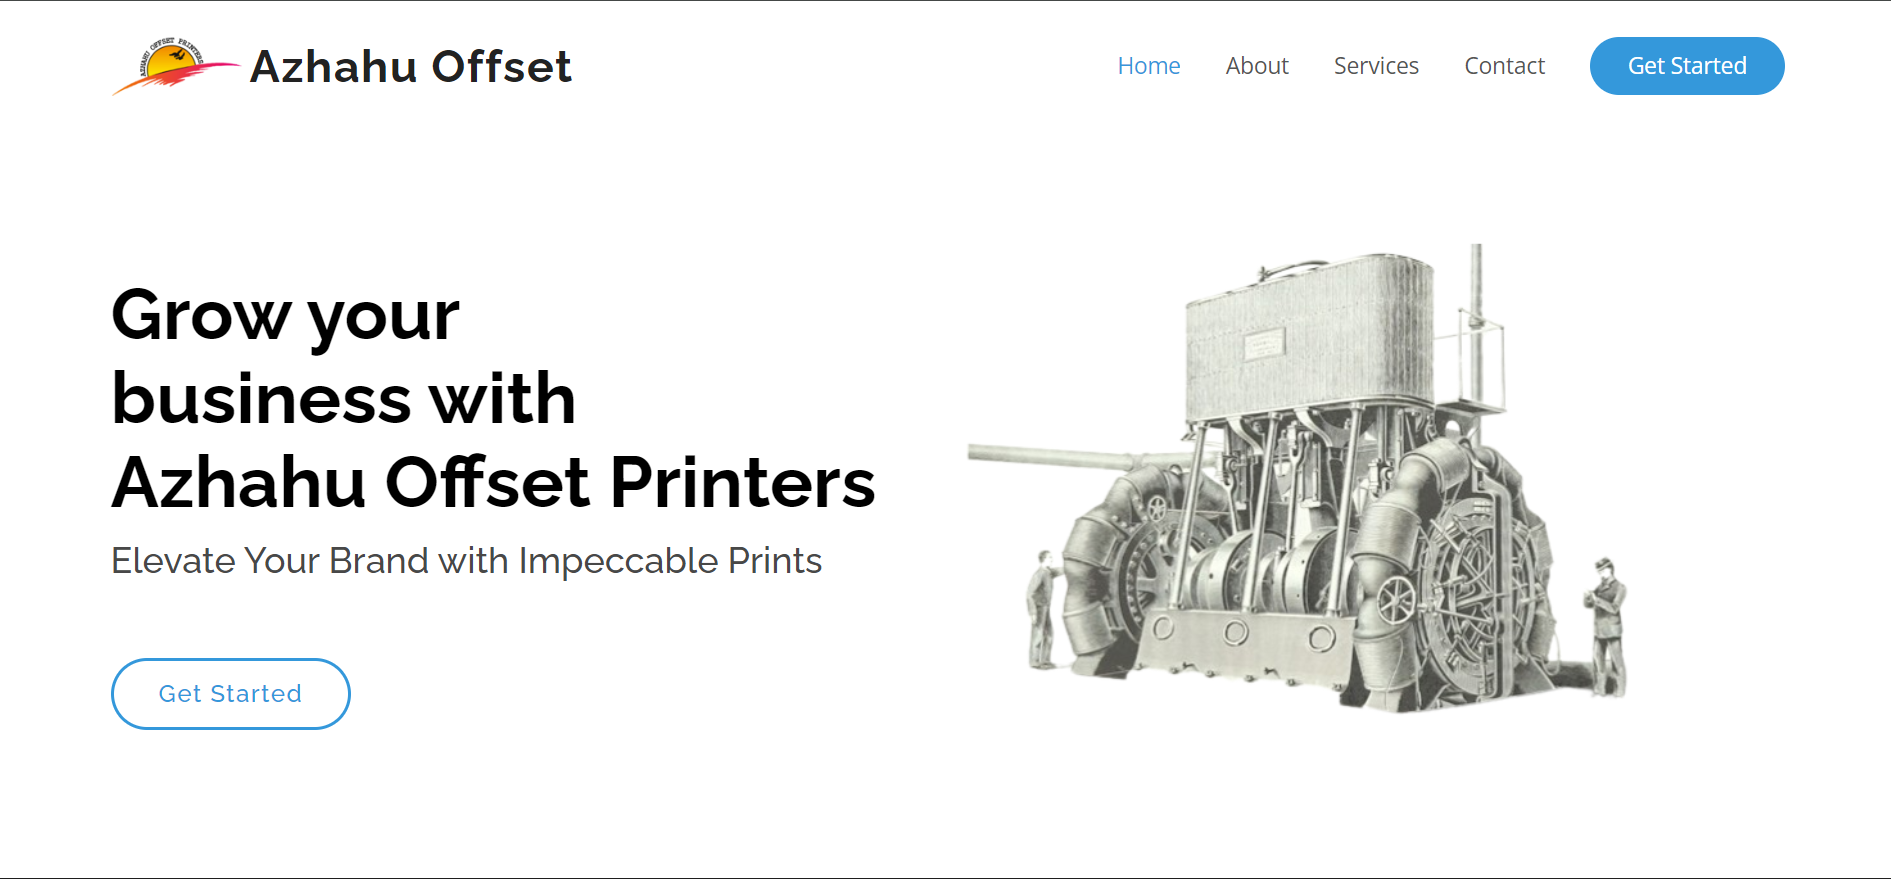 AZHAHU OFFSET PRINTERS
Azhahu Offset
Home
About
Services
Contact
Get Started
Grow your
business with
Azhahu Offset Printers
Elevate Your Brand with Impeccable Prints
Get Started